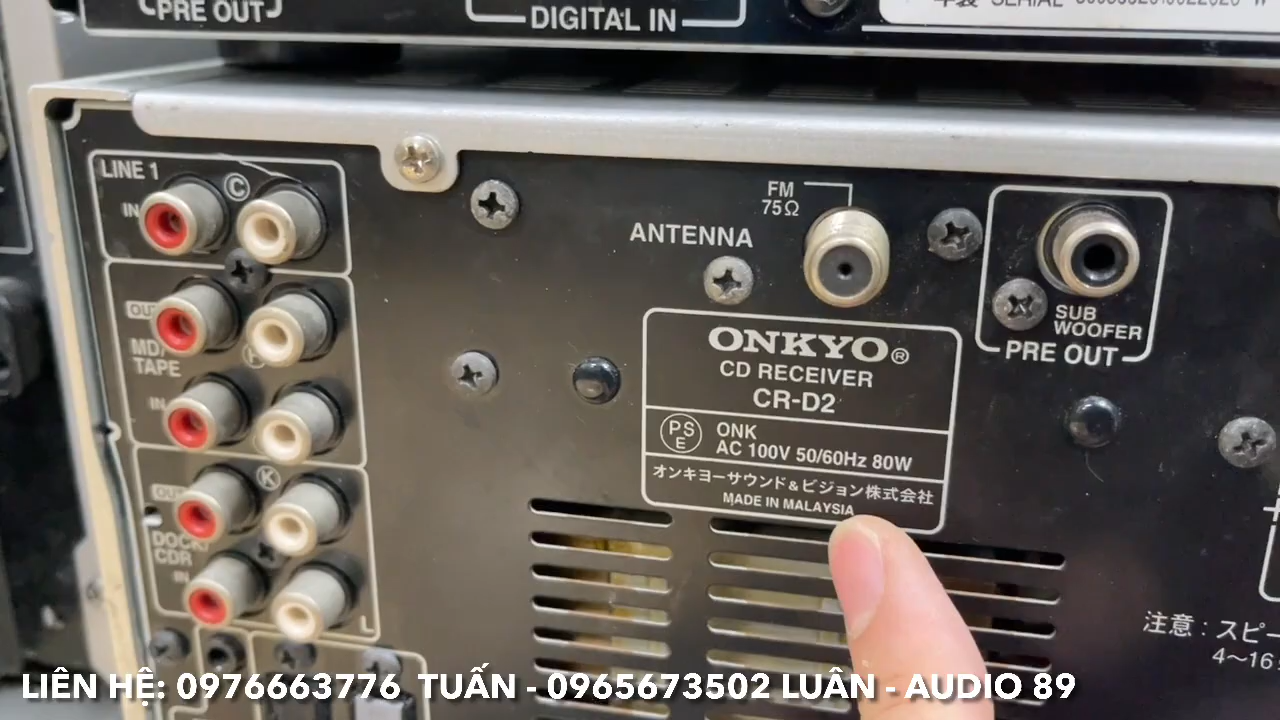 PRE OUT
DIGITAL IN
SERIAL
LINE 1
IN
C
FM
75Ω
ANTENNA
SUB
WOOFER
PRE OUT
MD/
TAPE
IN
ONKYO®
CD RECEIVER
CR-D2
PS
E
ONK
AC 100V 50/60Hz 80W
オンキヨーサウンド&ビジョン株式会社
MADE IN MALAYSIA
K
DOCK/
CDR
IN
L
注意：スピー
4～16
LIÊN HỆ: 0976663776 TUẤN - 0965673502 LUÂN - AUDIO 89